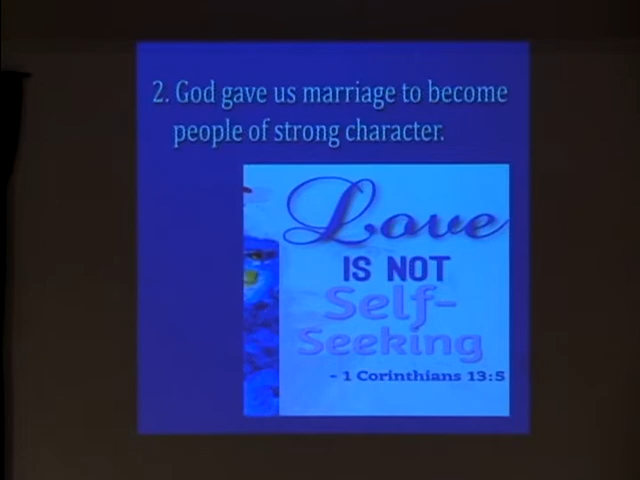 2. God gave us marriage to become
people of strong character.
Love
IS NOT
Self-
Seeking
- 1 Corinthians 13:5